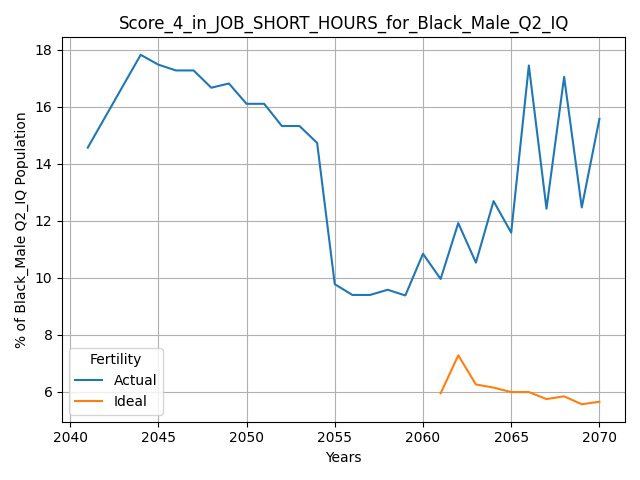 Score_4_in_JOB_SHORT_HOURS_for_Black_Male_Q2_IQ
% of Black_Male Q2_IQ Population
18
16
14
12
10
8
6
Fertility
Actual
Ideal
2040 2045 2050 2055 2060 2065 2070
Years